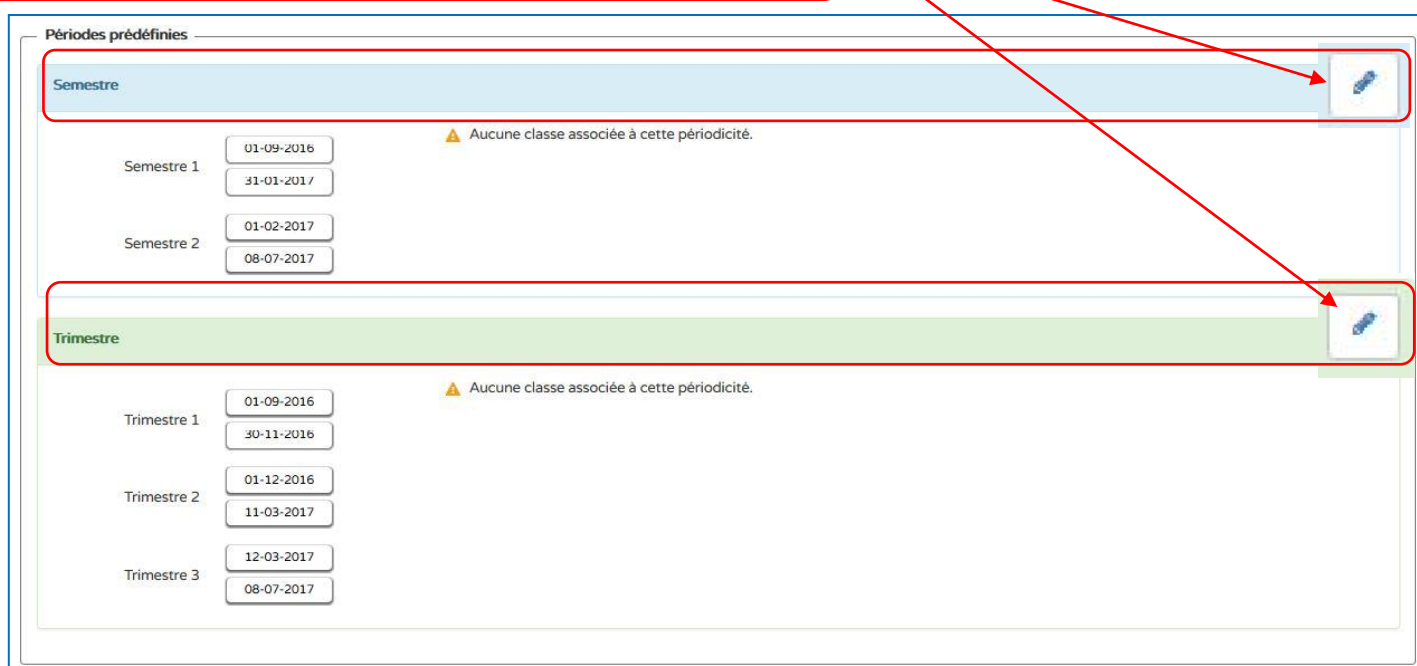 Périodes prédéfinies
Semestre
Aucune classe associée à cette périodicité.
Semestre 1
01-09-2016
31-01-2017
Semestre 2
01-02-2017
08-07-2017
Trimestre
Aucune classe associée à cette périodicité.
Trimestre 1
01-09-2016
30-11-2016
Trimestre 2
01-12-2016
11-03-2017
Trimestre 3
12-03-2017
08-07-2017